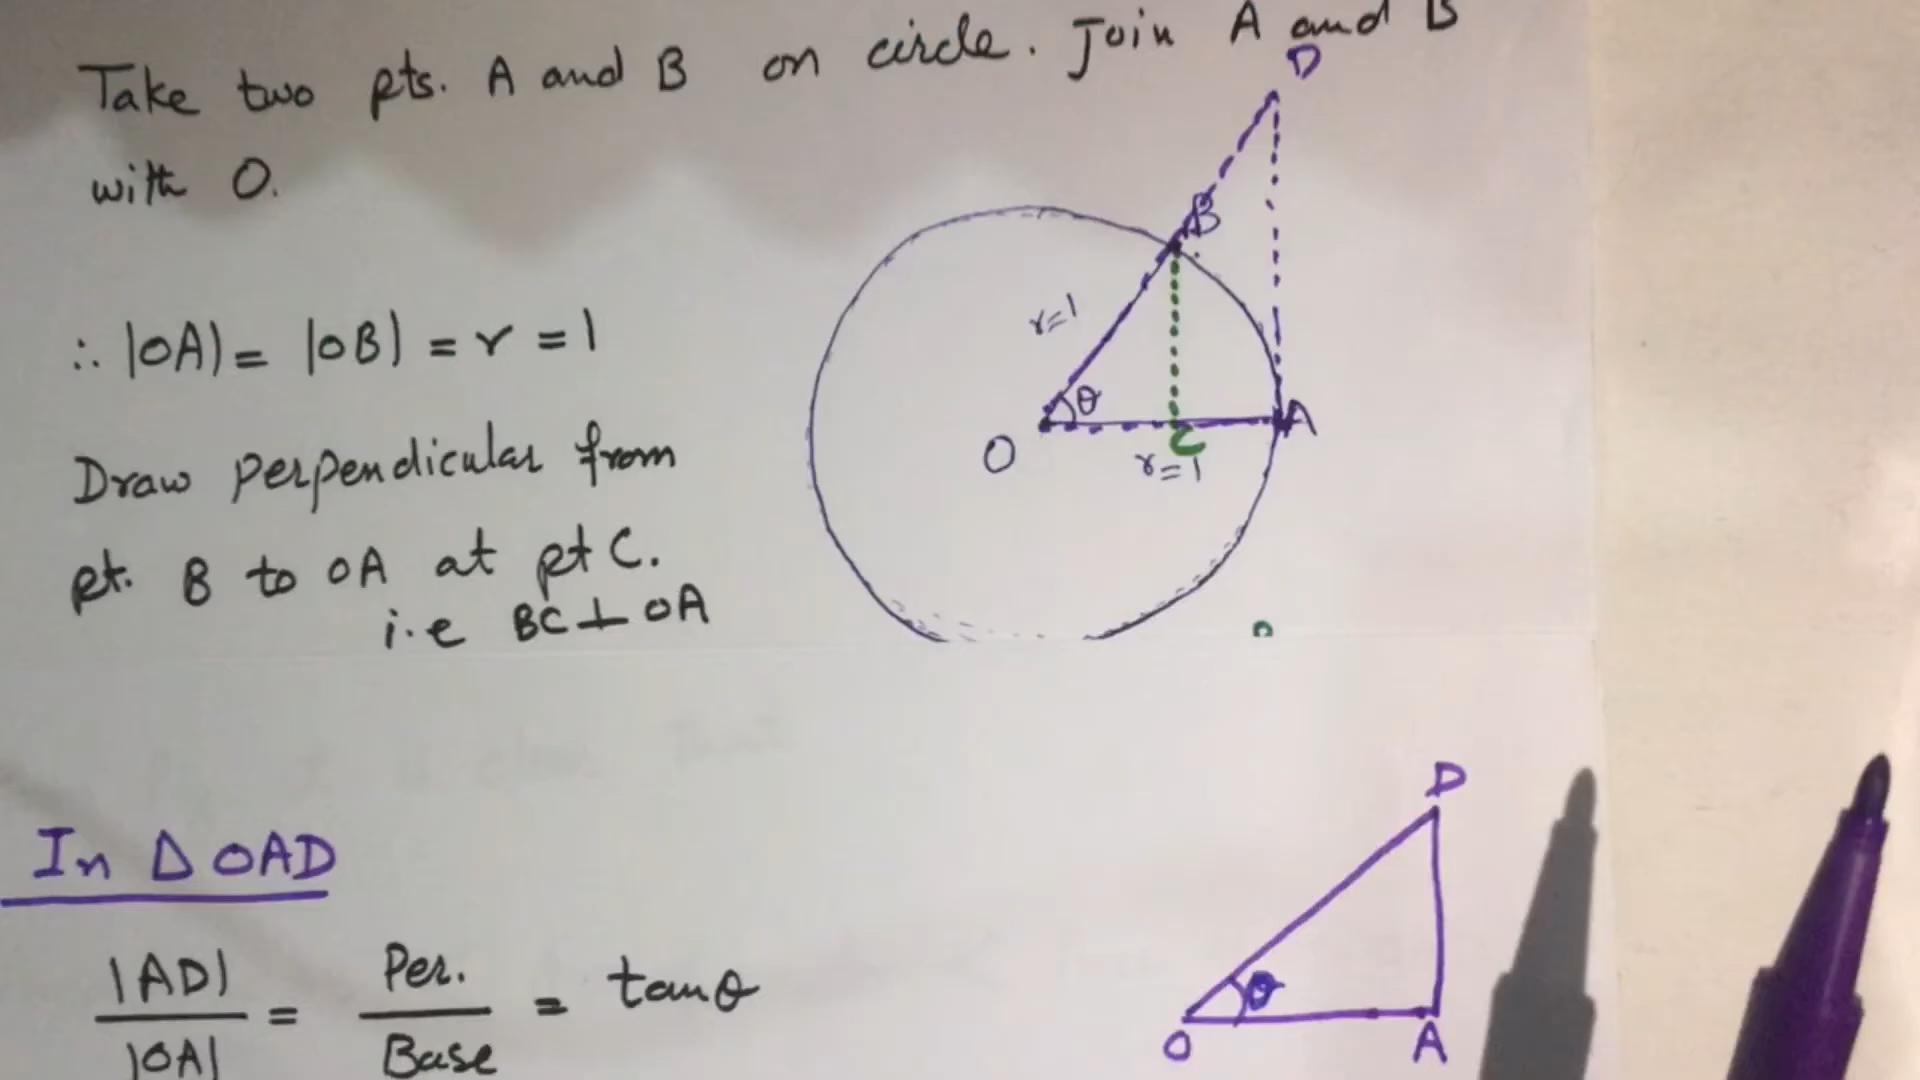 Take two pts. A and B on circle. Join A and B
with O.
∴ |OA| = |OB| = r = 1
Draw perpendicular from
pt. B to OA at pt C.
i.e BC ⊥ OA
D
B
r=1
θ
O
C
A
r=1
In Δ OAD
|AD| / |OA| = Per. / Base = tanθ
D
θ
O
A